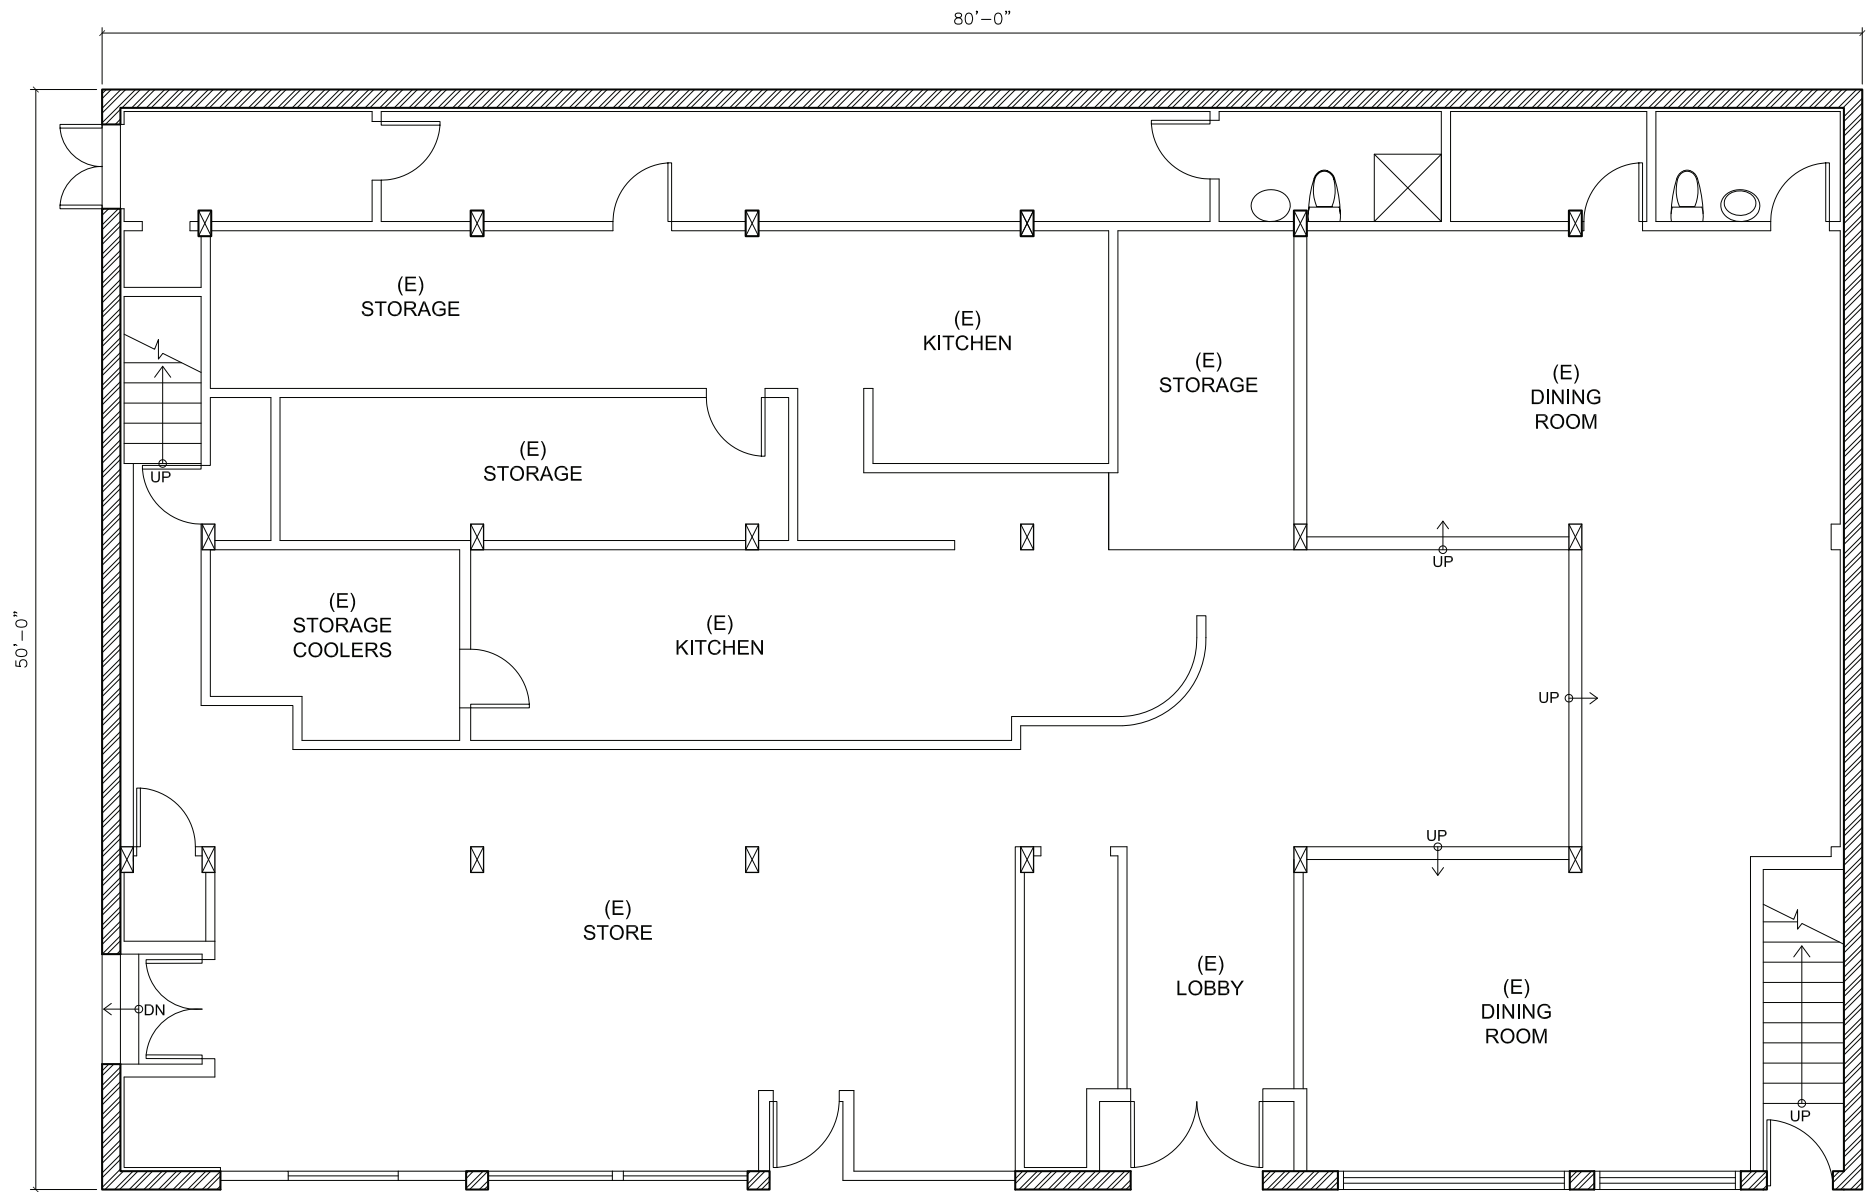 80'-0"
(E)
STORAGE
(E)
KITCHEN
(E)
STORAGE
(E)
DINING
ROOM
(E)
STORAGE
UP
UP
50'-0"
(E)
STORAGE
COOLERS
(E)
KITCHEN
UP
UP
(E)
STORE
(E)
LOBBY
(E)
DINING
ROOM
DN
UP